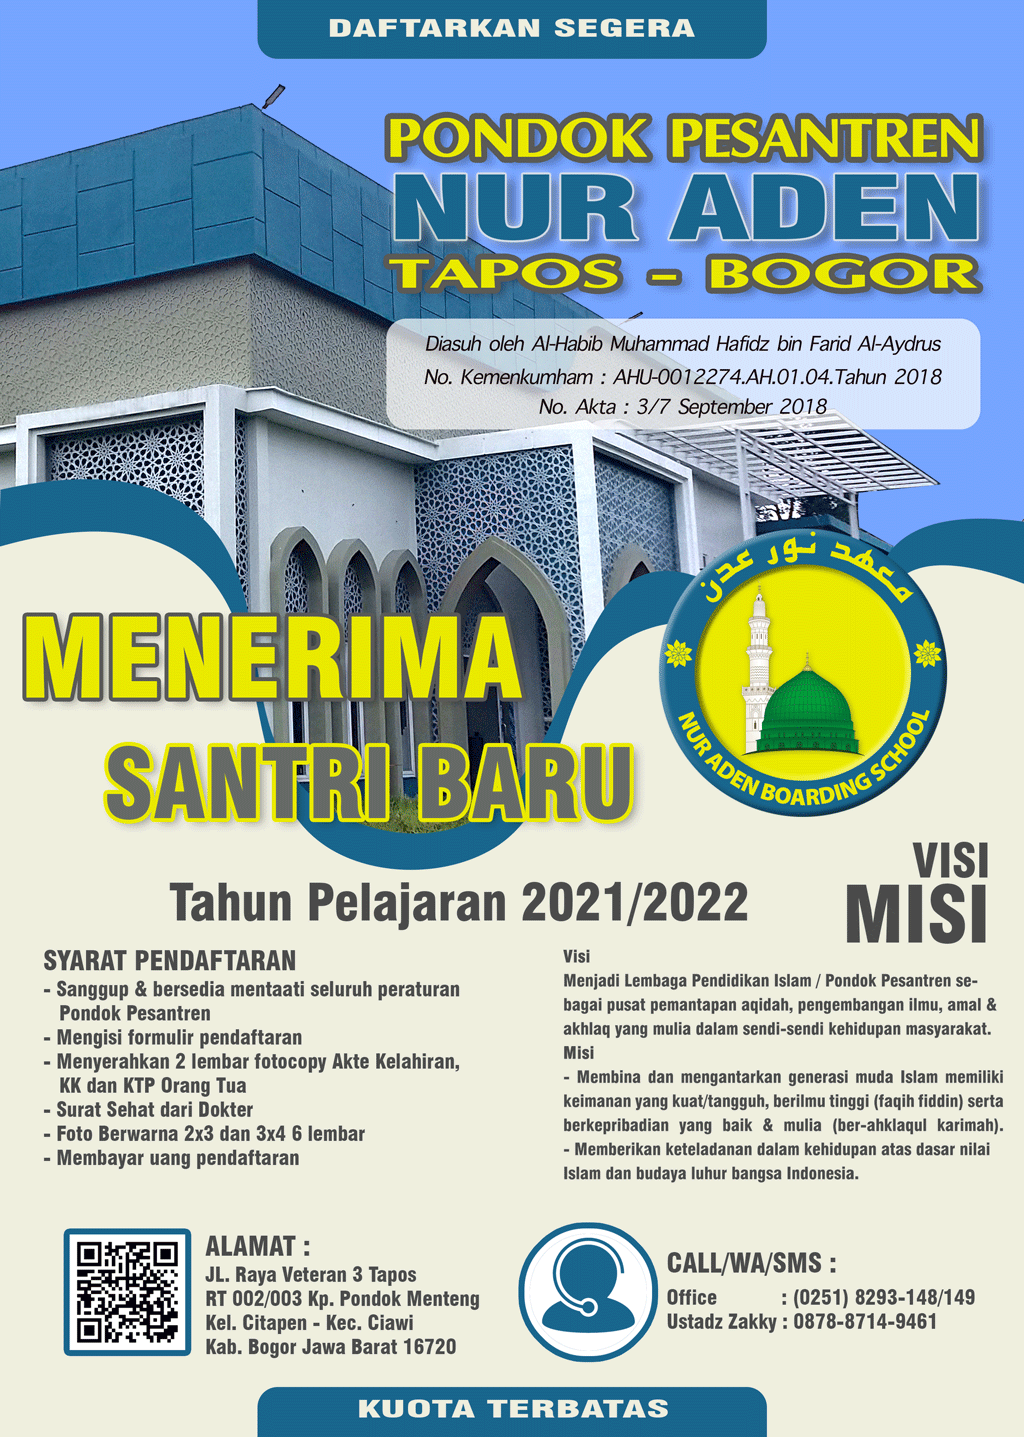 DAFTARKAN SEGERA
PONDOK PESANTREN
NUR ADEN
TAPOS - BOGOR
Diasuh oleh Al-Habib Muhammad Hafidz bin Farid Al-Aydrus
No. Kemenkumham : AHU-0012274.AH.01.04.Tahun 2018
No. Akta : 3/7 September 2018
معهد نور عدن
NUR ADEN BOARDING SCHOOL
MENERIMA
SANTRI BARU
Tahun Pelajaran 2021/2022
SYARAT PENDAFTARAN
- Sanggup & bersedia mentaati seluruh peraturan
Pondok Pesantren
- Mengisi formulir pendaftaran
- Menyerahkan 2 lembar fotocopy Akte Kelahiran,
KK dan KTP Orang Tua
- Surat Sehat dari Dokter
- Foto Berwarna 2x3 dan 3x4 6 lembar
- Membayar uang pendaftaran
VISI
MISI
Visi
Menjadi Lembaga Pendidikan Islam / Pondok Pesantren se-
bagai pusat pemantapan aqidah, pengembangan ilmu, amal &
akhlaq yang mulia dalam sendi-sendi kehidupan masyarakat.
Misi
- Membina dan mengantarkan generasi muda Islam memiliki
keimanan yang kuat/tangguh, berilmu tinggi (faqih fiddin) serta
berkepribadian yang baik & mulia (ber-ahklaqul karimah).
- Memberikan keteladanan dalam kehidupan atas dasar nilai
Islam dan budaya luhur bangsa Indonesia.
ALAMAT :
JL. Raya Veteran 3 Tapos
RT 002/003 Kp. Pondok Menteng
Kel. Citapen - Kec. Ciawi
Kab. Bogor Jawa Barat 16720
CALL/WA/SMS :
Office : (0251) 8293-148/149
Ustadz Zakky : 0878-8714-9461
KUOTA TERBATAS